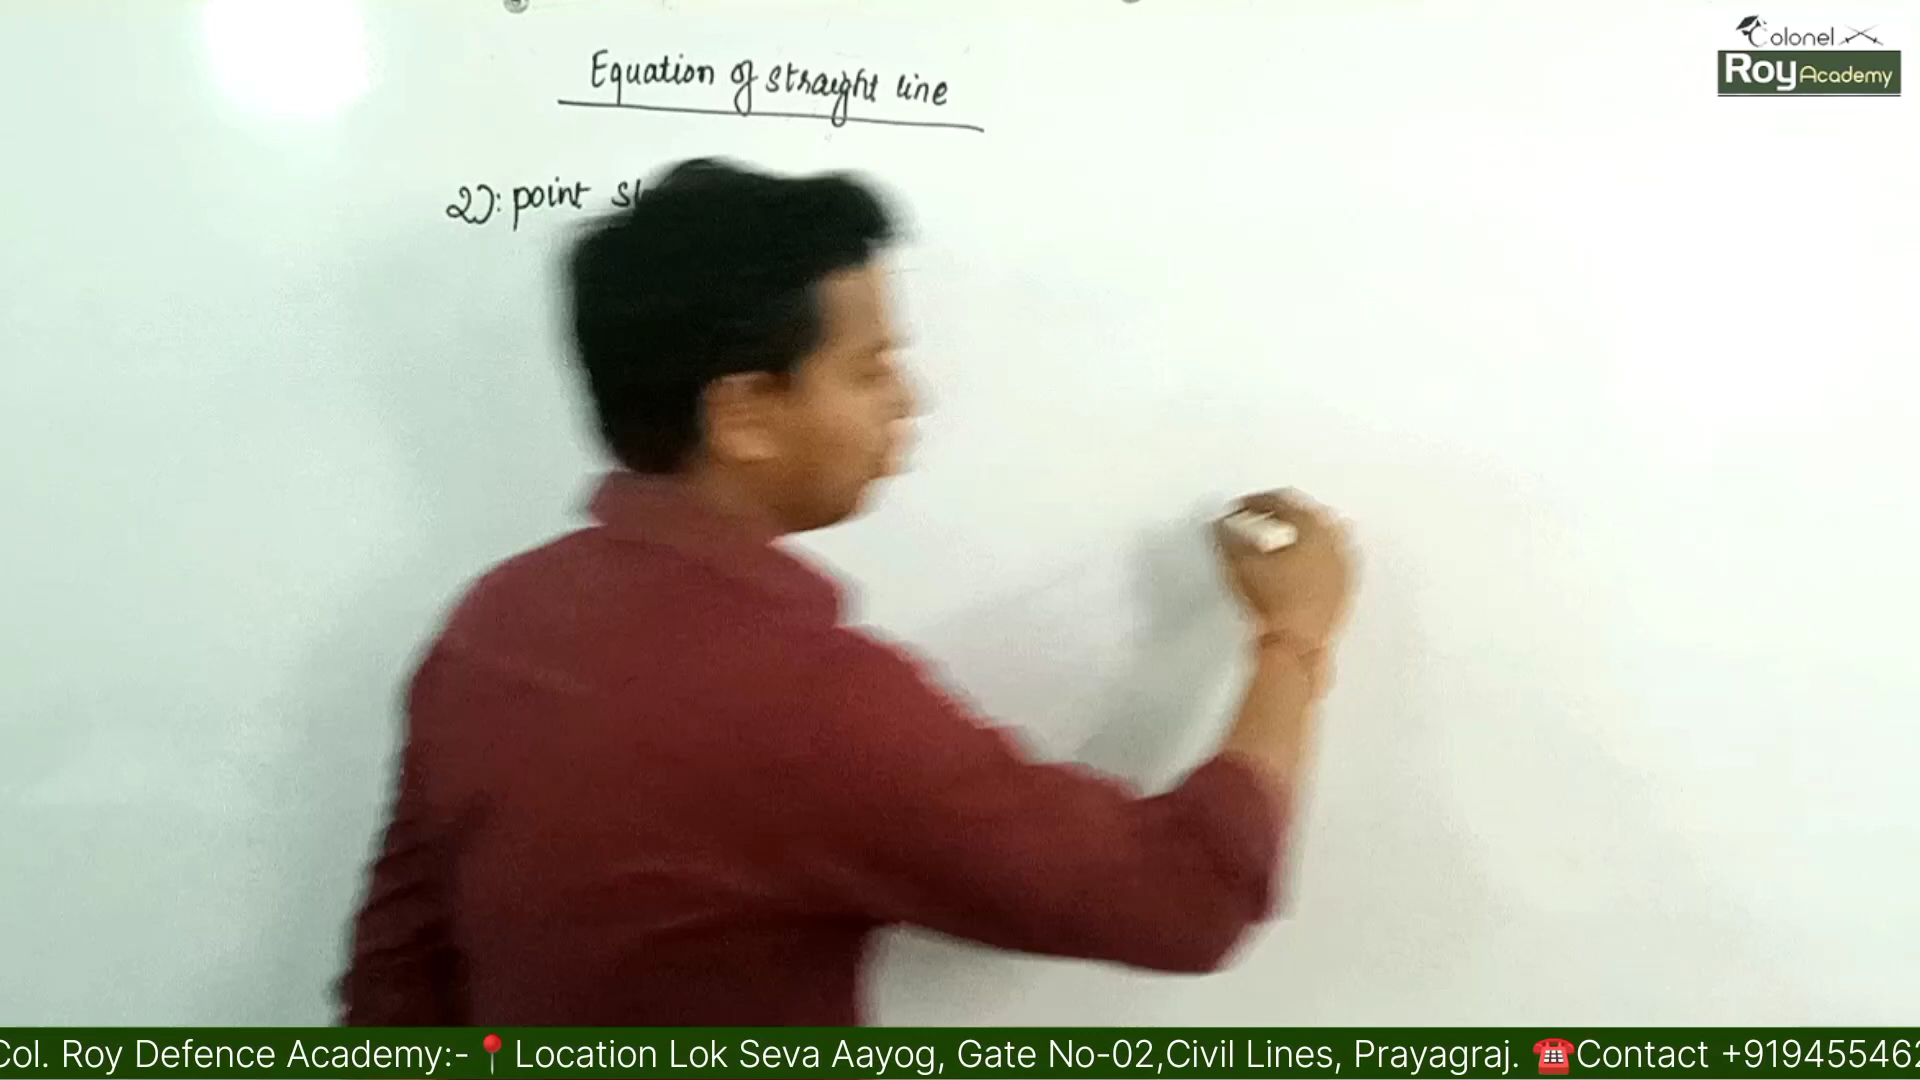 Colonel
Roy Academy
Equation of straight line
2): point
Col. Roy Defence Academy:-📍Location Lok Seva Aayog, Gate No-02,Civil Lines, Prayagraj. ☎️Contact +919455462